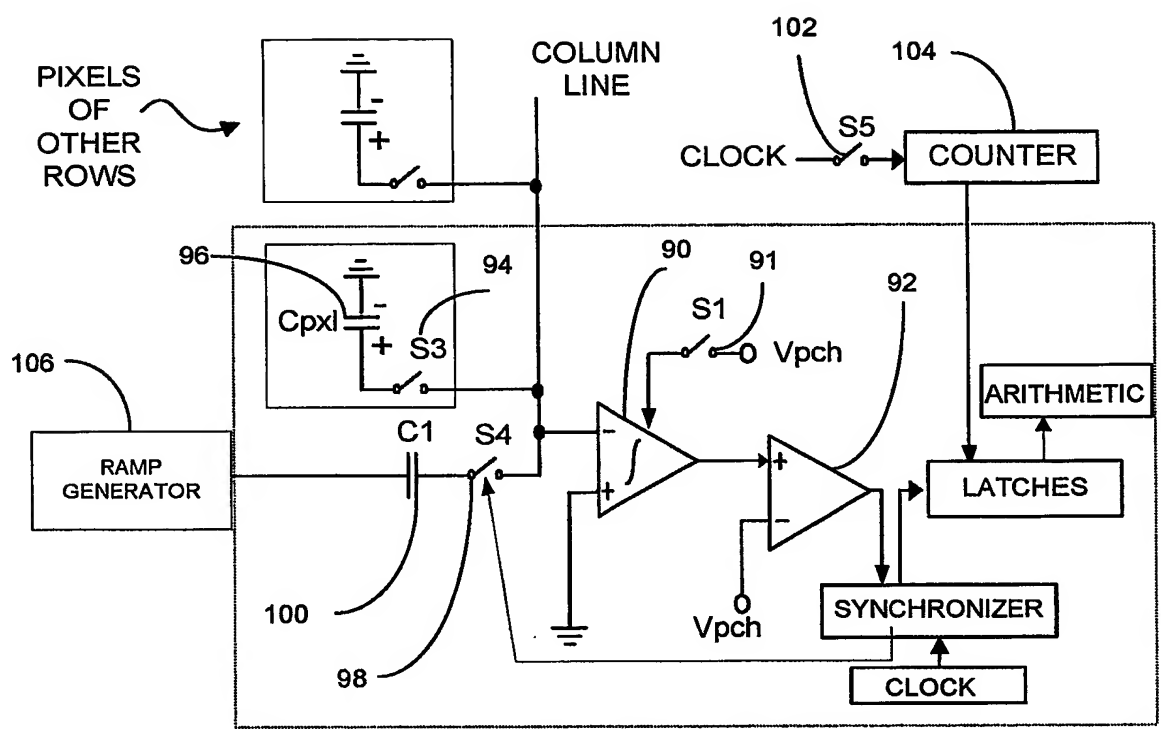 PIXELS
OF
OTHER
ROWS
-
+
COLUMN
LINE
102
104
S5
CLOCK
COUNTER
96
-
Cpxl
+
94
S3
90
91
S1
Vpch
92
106
RAMP
GENERATOR
C1
S4
-
+
+
-
ARITHMETIC
LATCHES
100
98
Vpch
SYNCHRONIZER
CLOCK